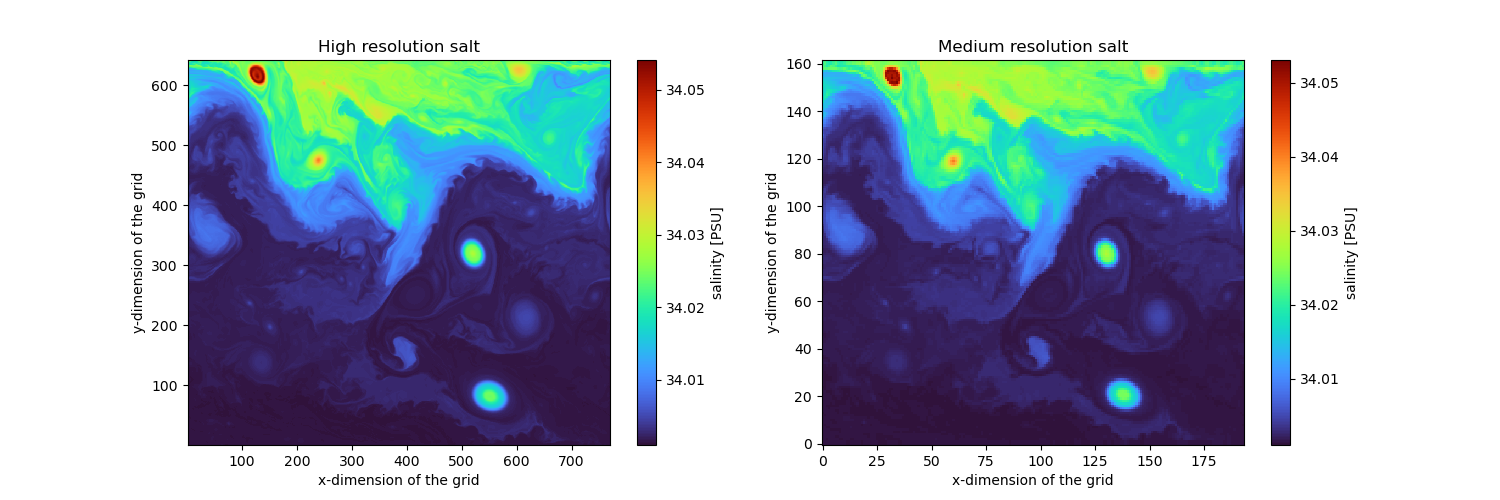 High resolution salt
600
500
400
300
200
100
y-dimension of the grid
100 200 300 400 500 600 700
x-dimension of the grid
34.05
34.04
34.03
34.02
34.01
salinity [PSU]
Medium resolution salt
160
140
120
100
80
60
40
20
0
y-dimension of the grid
0 25 50 75 100 125 150 175
x-dimension of the grid
34.05
34.04
34.03
34.02
34.01
salinity [PSU]